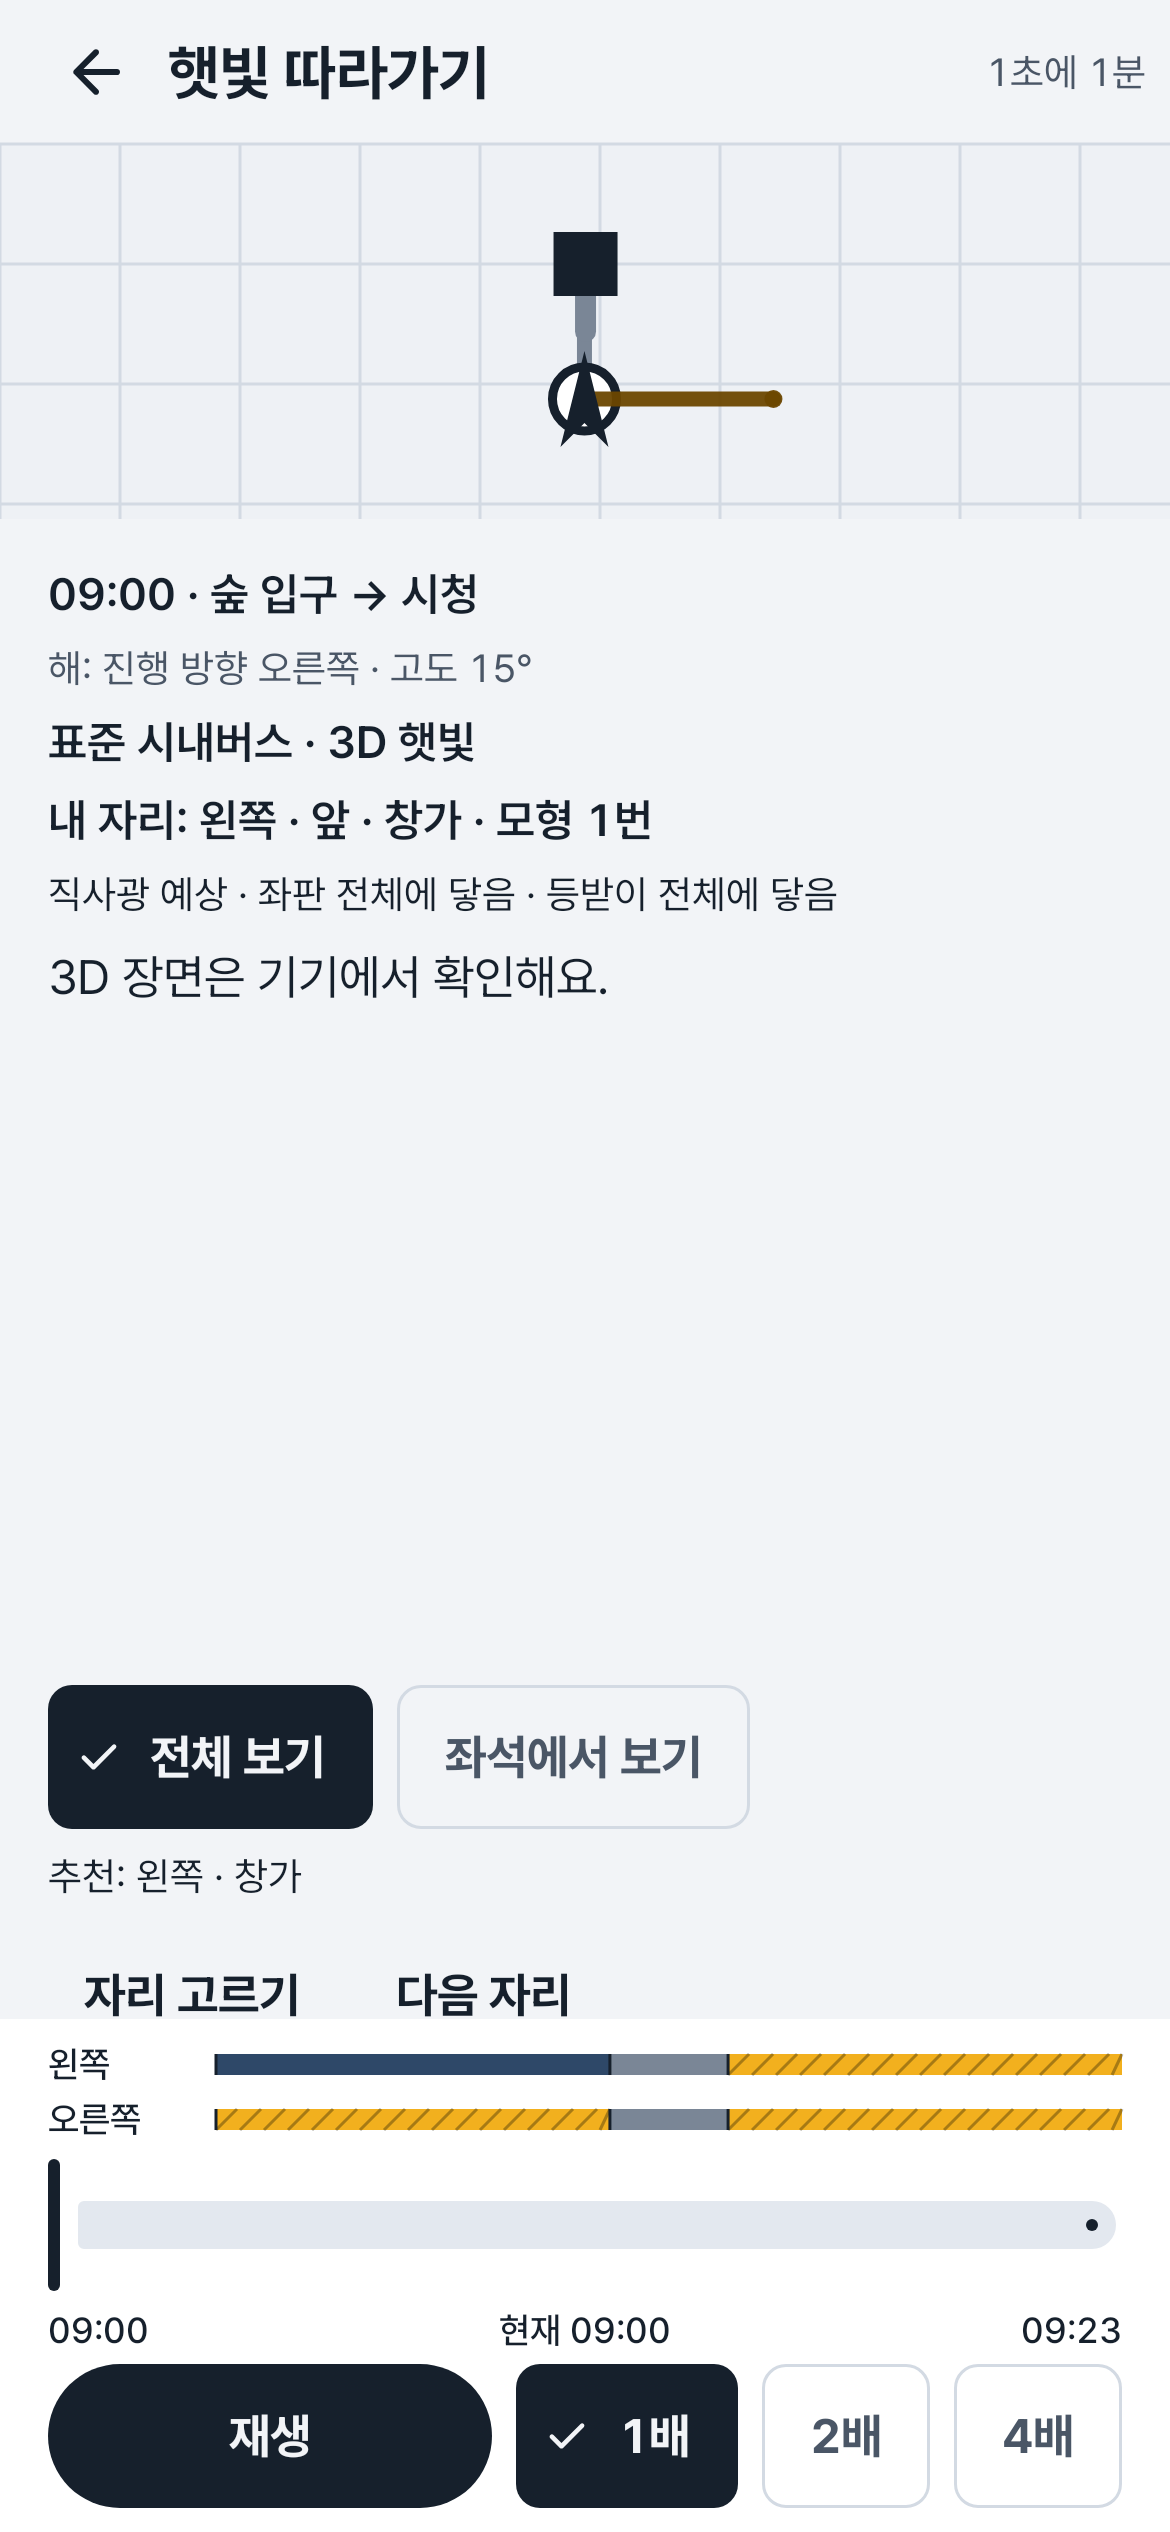 햇빛 따라가기
1초에 1분
09:00 · 숲 입구 → 시청
해: 진행 방향 오른쪽 · 고도 15°
표준 시내버스 · 3D 햇빛
내 자리: 왼쪽 · 앞 · 창가 · 모형 1번
직사광 예상 · 좌판 전체에 닿음 · 등받이 전체에 닿음
3D 장면은 기기에서 확인해요.
전체 보기
좌석에서 보기
추천: 왼쪽 · 창가
자리 고르기
다음 자리
왼쪽
오른쪽
09:00
현재 09:00
09:23
재생
1배
2배
4배